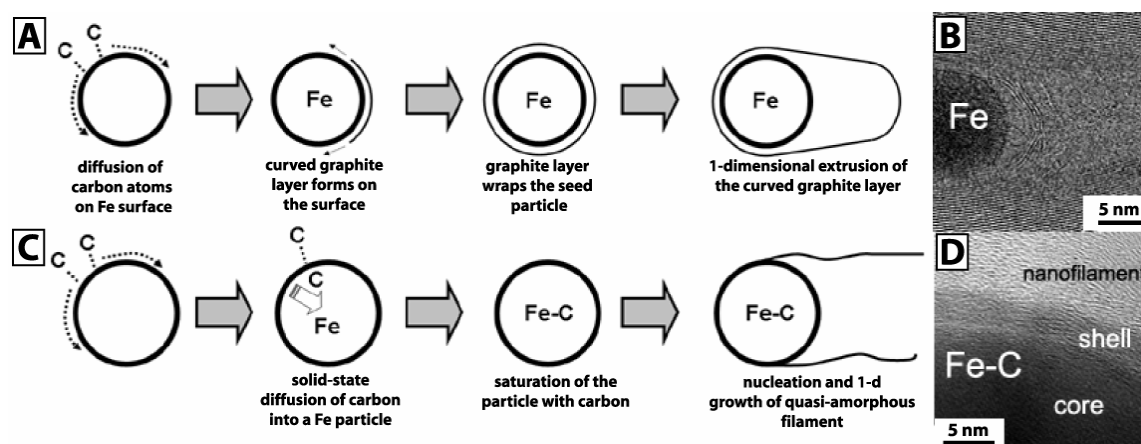 A
C
C
diffusion of
carbon atoms
on Fe surface
Fe
curved graphite
layer forms on
the surface
Fe
graphite layer
wraps the seed
particle
Fe
1-dimensional extrusion of
the curved graphite layer
B
Fe
5 nm
C
C
C
C
C
Fe
solid-state
diffusion of carbon
into a Fe particle
Fe-C
saturation of the
particle with carbon
Fe-C
nucleation and 1-d
growth of quasi-amorphous
filament
D
nanofilament
shell
Fe-C
core
5 nm